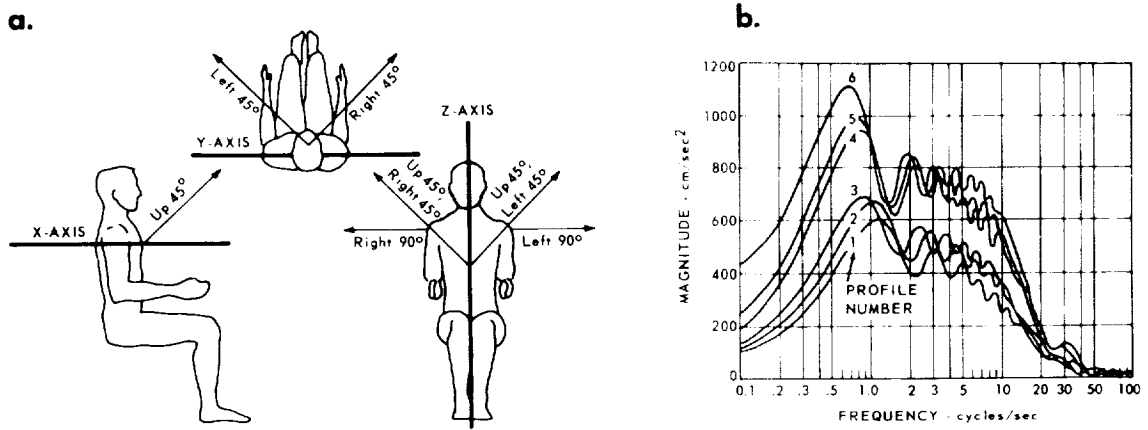 a.
Left 45°
Right 45°
Y-AXIS
Z-AXIS
Up 45°
X-AXIS
Up 45°,
Right 45°
Up 45°,
Left 45°
Right 90°
Left 90°
b.
MAGNITUDE - cm/sec²
1200
1000
800
600
400
200
0
6
5
4
3
2
1
PROFILE
NUMBER
0.1 .2 .3 .5 1.0 2 3 5 10 20 30 50 100
FREQUENCY - cycles/sec